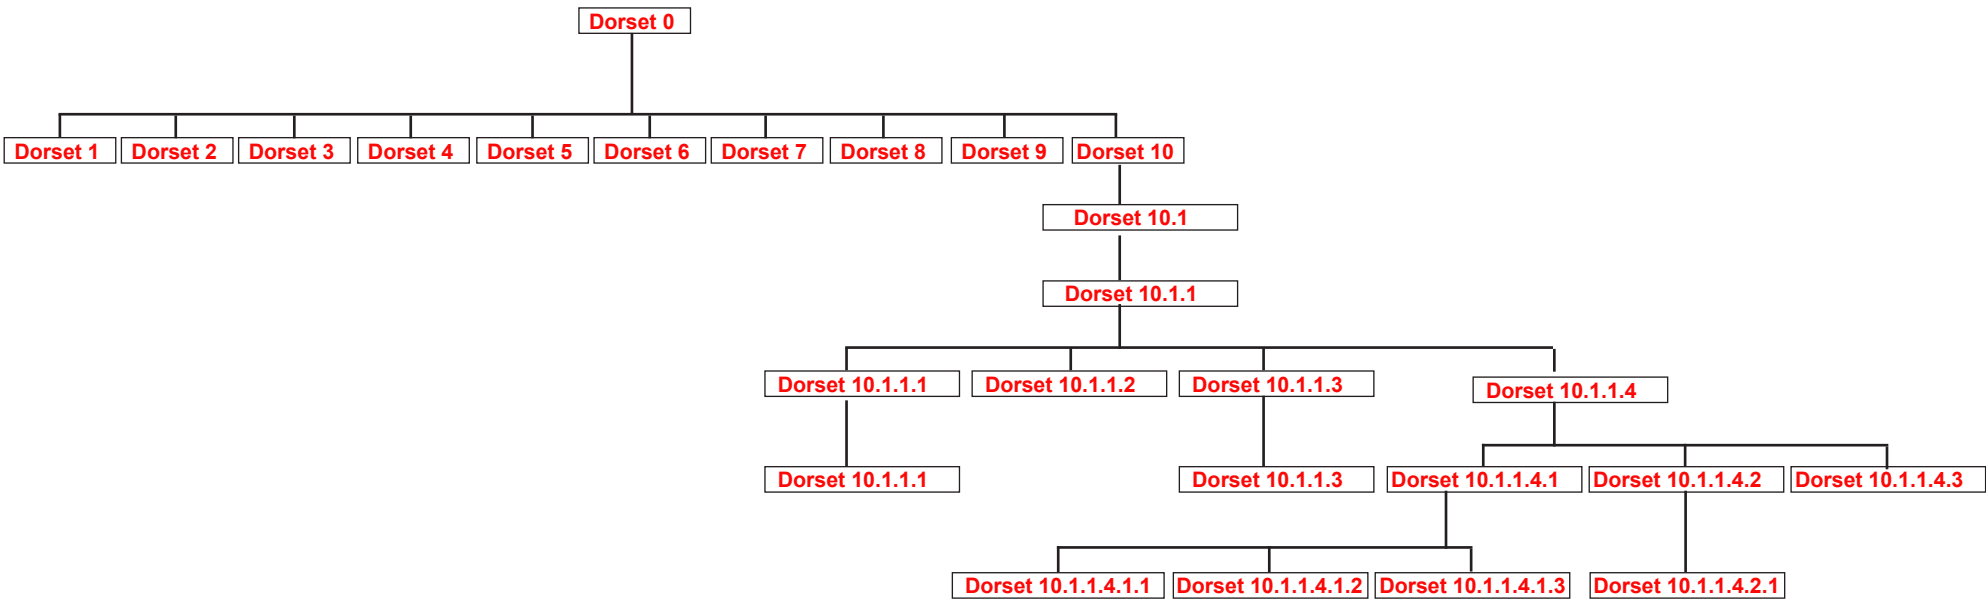 Dorset 0
Dorset 1
Dorset 2
Dorset 3
Dorset 4
Dorset 5
Dorset 6
Dorset 7
Dorset 8
Dorset 9
Dorset 10
Dorset 10.1
Dorset 10.1.1
Dorset 10.1.1.1
Dorset 10.1.1.2
Dorset 10.1.1.3
Dorset 10.1.1.4
Dorset 10.1.1.1
Dorset 10.1.1.3
Dorset 10.1.1.4.1
Dorset 10.1.1.4.2
Dorset 10.1.1.4.3
Dorset 10.1.1.4.1.1
Dorset 10.1.1.4.1.2
Dorset 10.1.1.4.1.3
Dorset 10.1.1.4.2.1